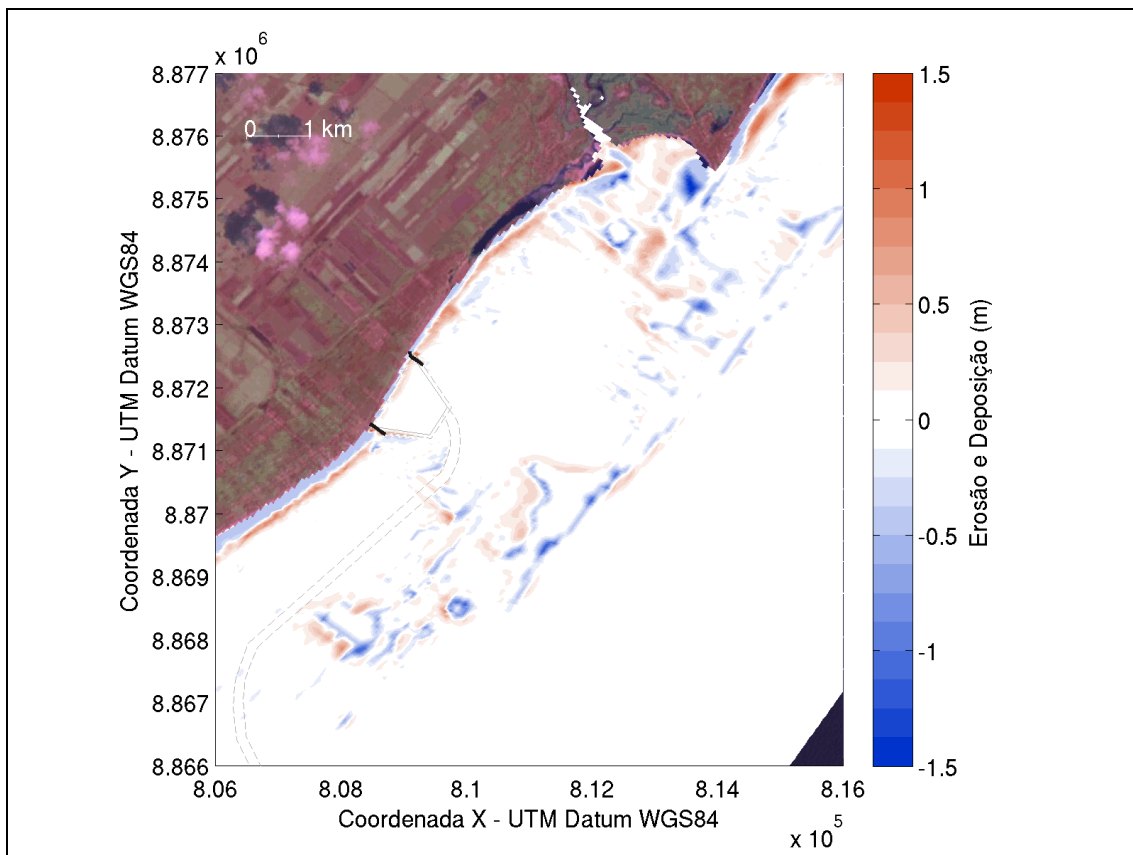 x 10 6
8.877
8.876
8.875
8.874
8.873
8.872
8.871
8.87
8.869
8.868
8.867
8.866
Coordenada Y - UTM Datum WGS84
0 1 km
8.06 8.08 8.1 8.12 8.14 8.16
Coordenada X - UTM Datum WGS84
x 10 5
1.5
1
0.5
0
-0.5
-1
-1.5
Erosão e Deposição (m)